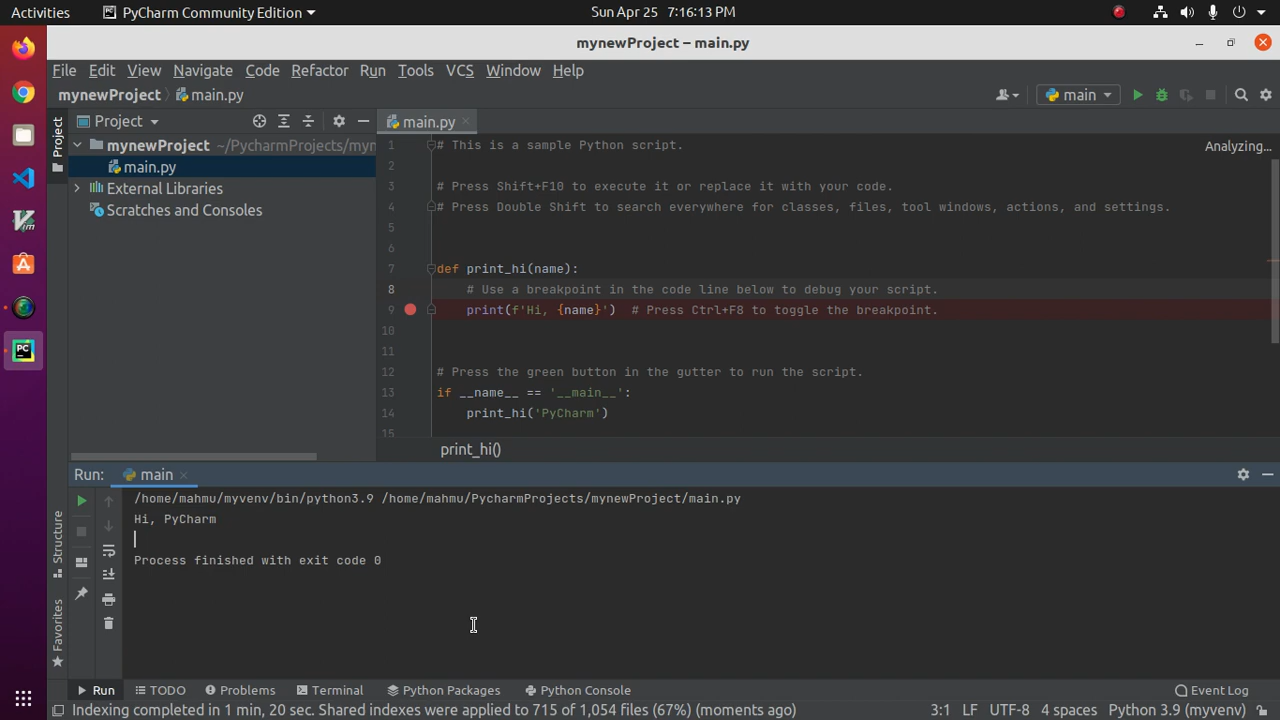 Activities PyCharm Community Edition Sun Apr 25 7:16:13 PM
mynewProject – main.py
File Edit View Navigate Code Refactor Run Tools VCS Window Help
mynewProject main.py main
Project main.py
Project
1 # This is a sample Python script.
Analyzing...
mynewProject ~/PycharmProjects/myn
2
main.py
3 # Press Shift+F10 to execute it or replace it with your code.
External Libraries
4 # Press Double Shift to search everywhere for classes, files, tool windows, actions, and settings.
Scratches and Consoles
5
6
7 def print_hi(name):
8 # Use a breakpoint in the code line below to debug your script.
9 print(f'Hi, {name}') # Press Ctrl+F8 to toggle the breakpoint.
10
11
12 # Press the green button in the gutter to run the script.
13 if __name__ == '__main__':
14 print_hi('PyCharm')
15
print_hi()
Run: main
/home/mahmu/myvenv/bin/python3.9 /home/mahmu/PycharmProjects/mynewProject/main.py
Hi, PyCharm
Process finished with exit code 0
Structure
Favorites
PC
Run TODO Problems Terminal Python Packages Python Console Event Log
Indexing completed in 1 min, 20 sec. Shared indexes were applied to 715 of 1,054 files (67%) (moments ago) 3:1 LF UTF-8 4 spaces Python 3.9 (myvenv)